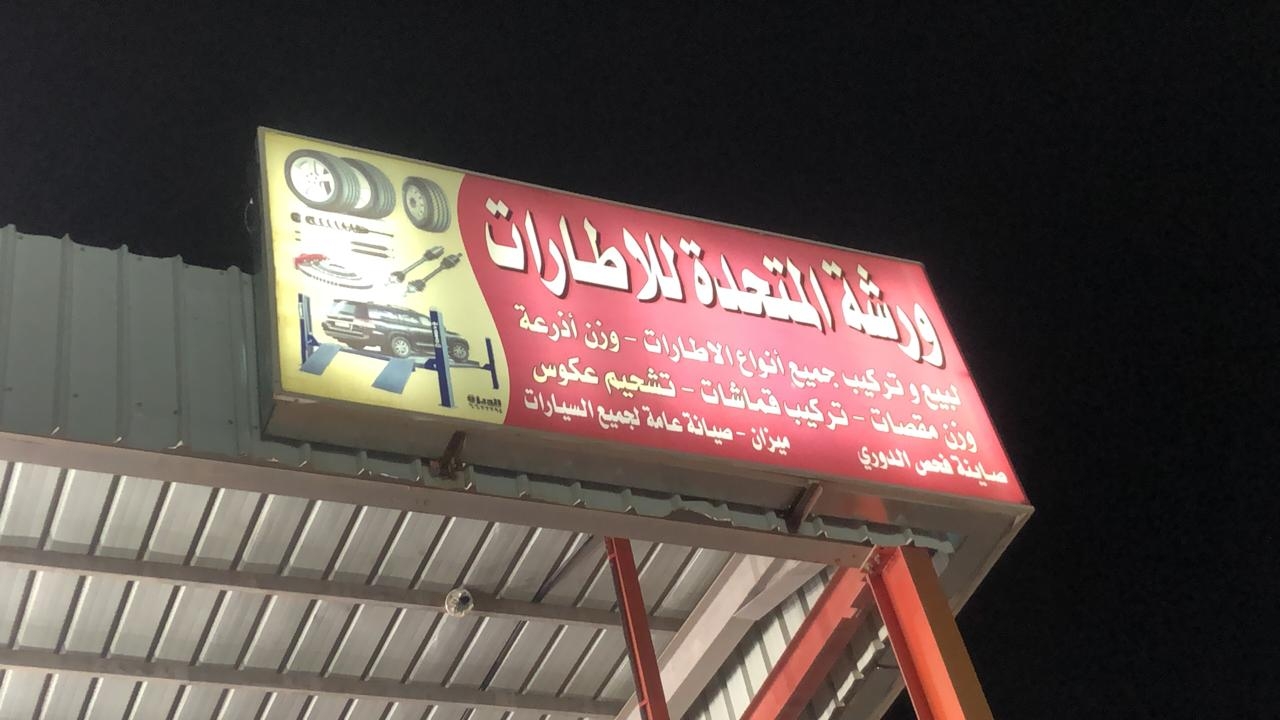 ورشة المتحدة للاطارات
لبيع و تركيب جميع أنواع الاطارات - وزن أذرعة
وزن مقصات - تركيب قماشات - تشحيم عكوس
ميزان - صيانة عامة لجميع السيارات
صاينة فحص الدوري